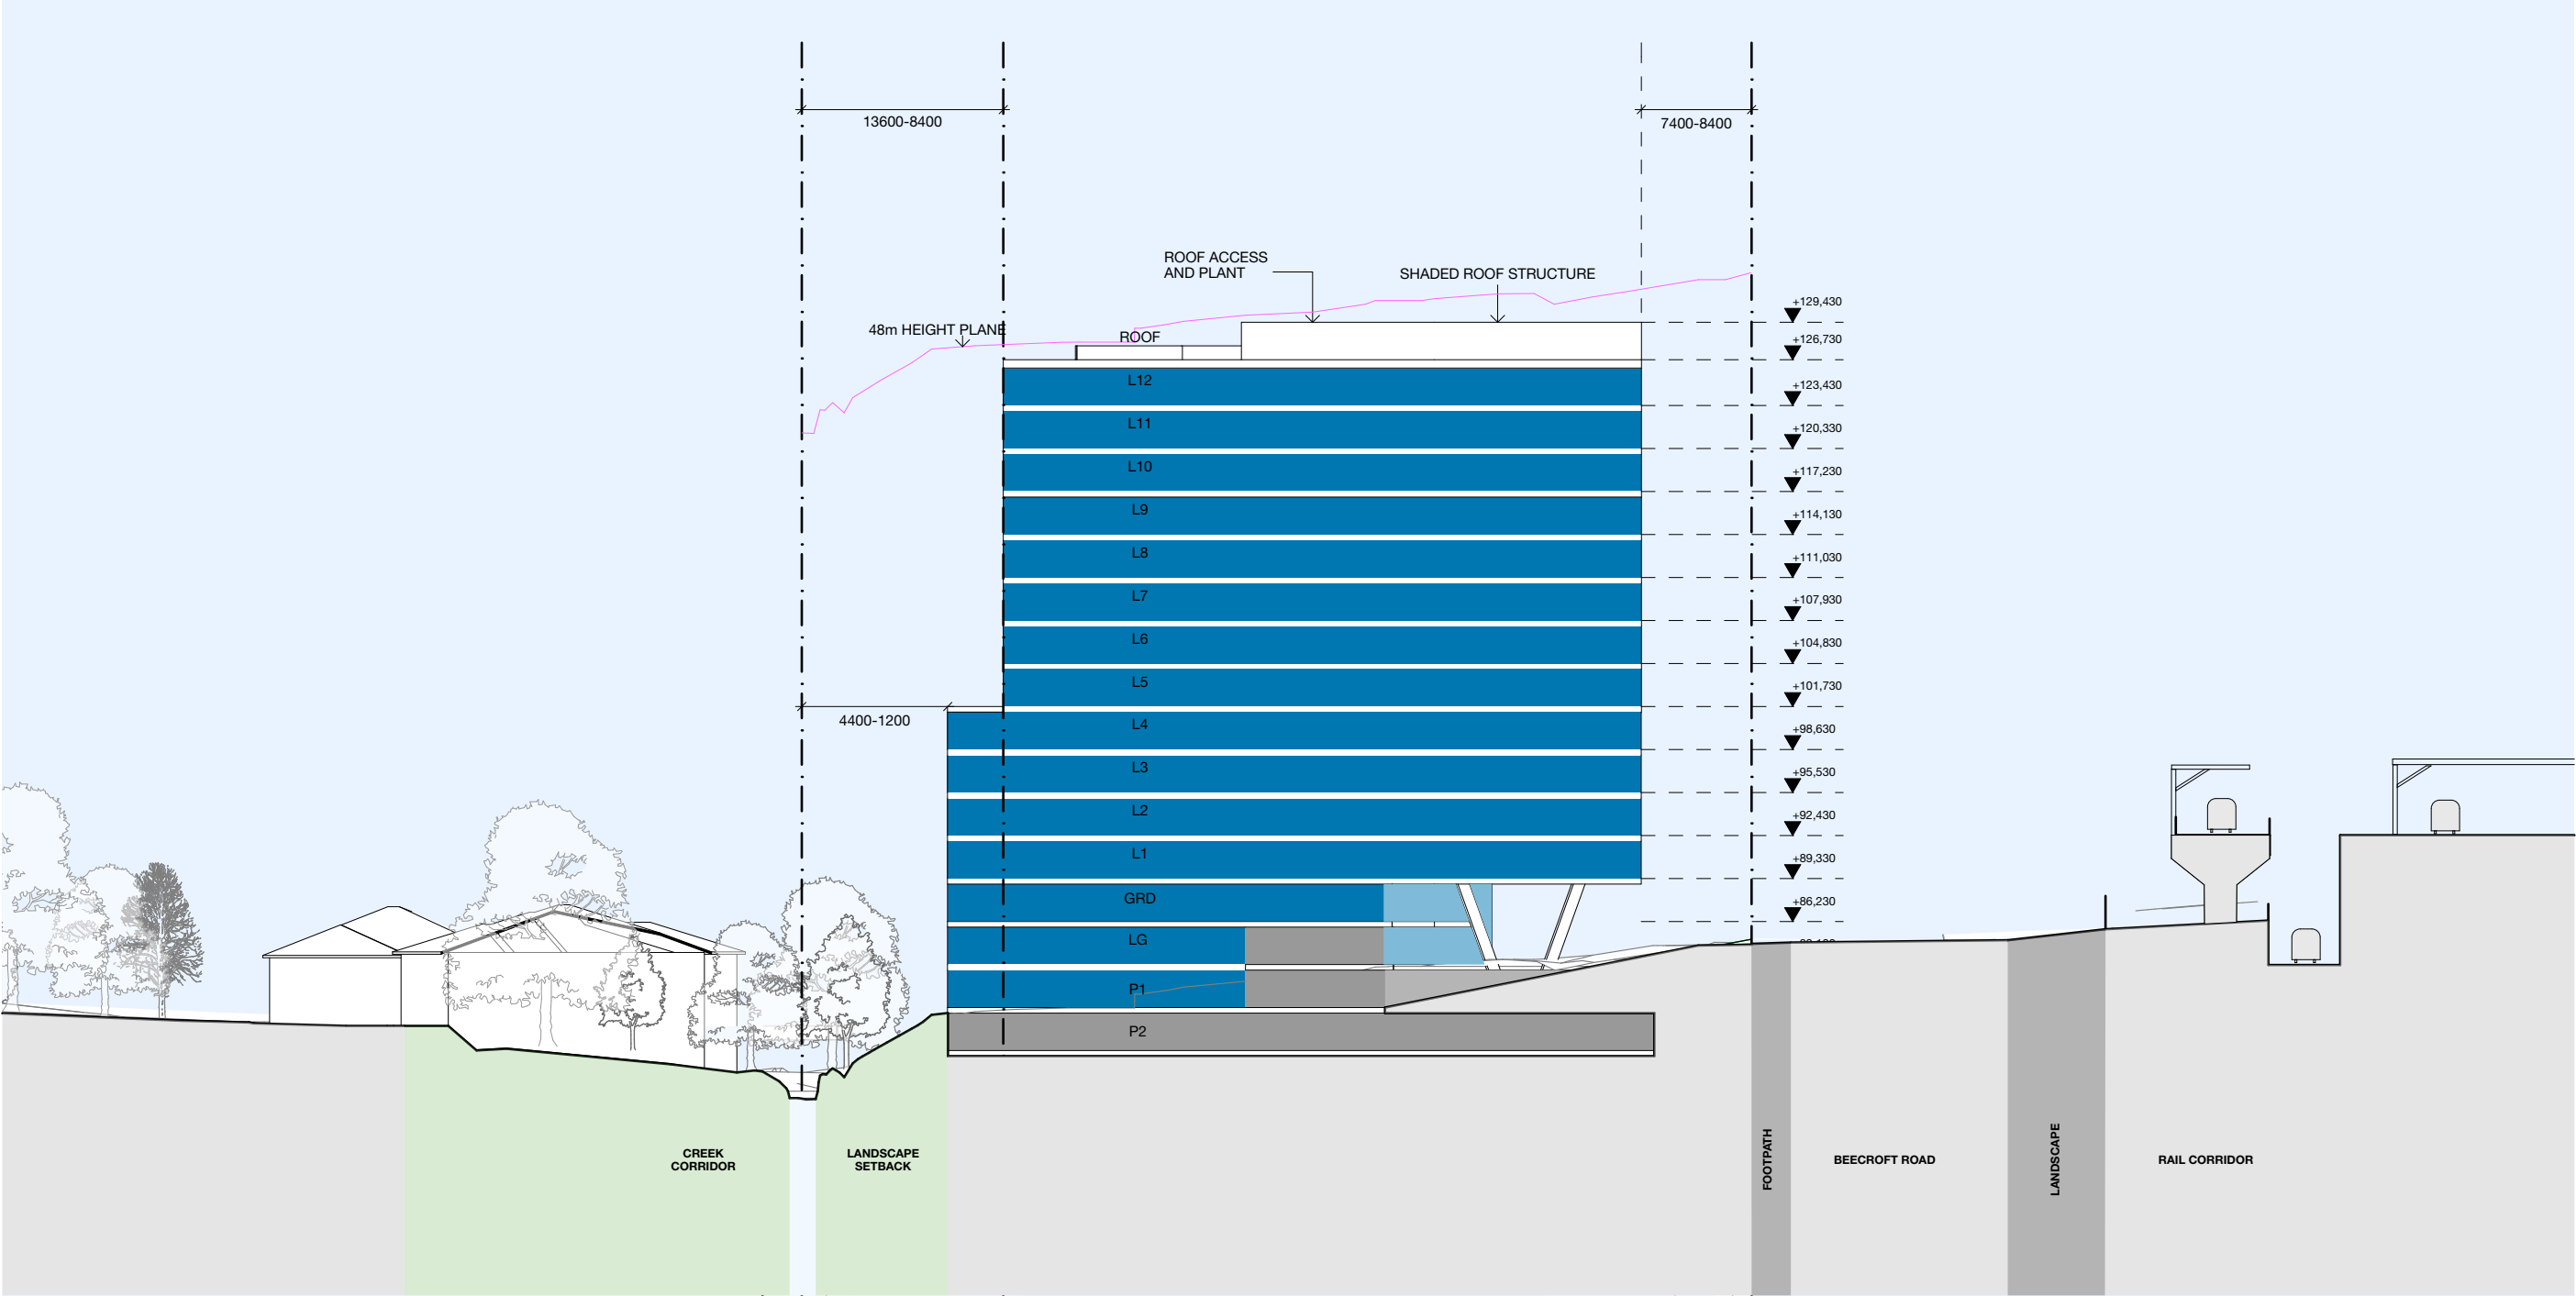 13600-8400
7400-8400
ROOF ACCESS
AND PLANT
SHADED ROOF STRUCTURE
48m HEIGHT PLANE
ROOF
+129,430
+126,730
L12
+123,430
L11
+120,330
L10
+117,230
L9
+114,130
L8
+111,030
L7
+107,930
L6
+104,830
L5
+101,730
4400-1200
L4
+98,630
L3
+95,530
L2
+92,430
L1
+89,330
GRD
+86,230
LG
P1
P2
CREEK
CORRIDOR
LANDSCAPE
SETBACK
FOOTPATH
BEECROFT ROAD
LANDSCAPE
RAIL CORRIDOR